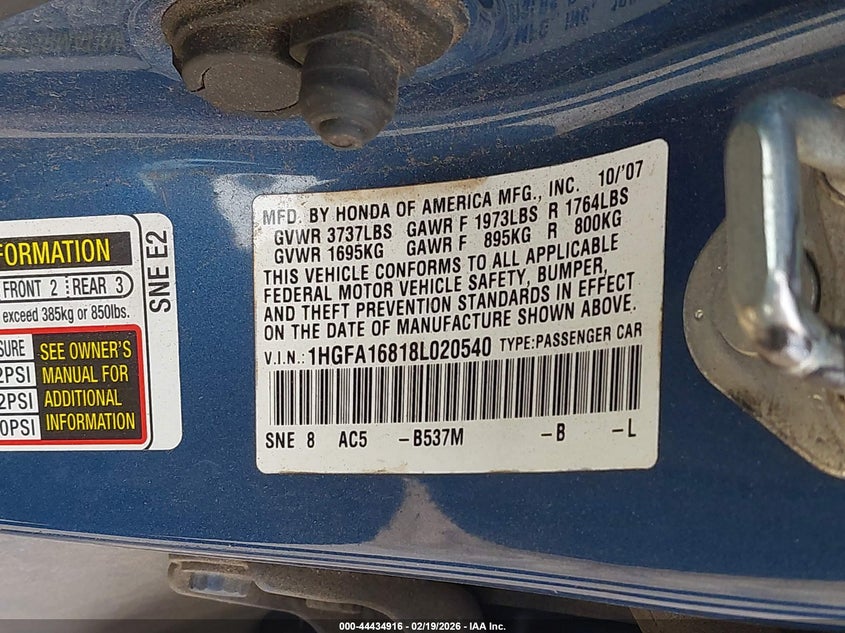 FORMATION
FRONT 2 REAR 3
exceed 385kg or 850lbs.
SURE
2PSI
2PSI
0PSI
SEE OWNER'S
MANUAL FOR
ADDITIONAL
INFORMATION
SNE E2
MFD. BY HONDA OF AMERICA MFG., INC. 10/'07
GVWR 3737LBS GAWR F 1973LBS R 1764LBS
GVWR 1695KG GAWR F 895KG R 800KG
THIS VEHICLE CONFORMS TO ALL APPLICABLE
FEDERAL MOTOR VEHICLE SAFETY, BUMPER,
AND THEFT PREVENTION STANDARDS IN EFFECT
ON THE DATE OF MANUFACTURE SHOWN ABOVE.
V.I.N.: 1HGFA16818L020540 TYPE:PASSENGER CAR
SNE 8 AC5 -B537M -B -L
000-44434916 - 02/19/2026 - IAA Inc.